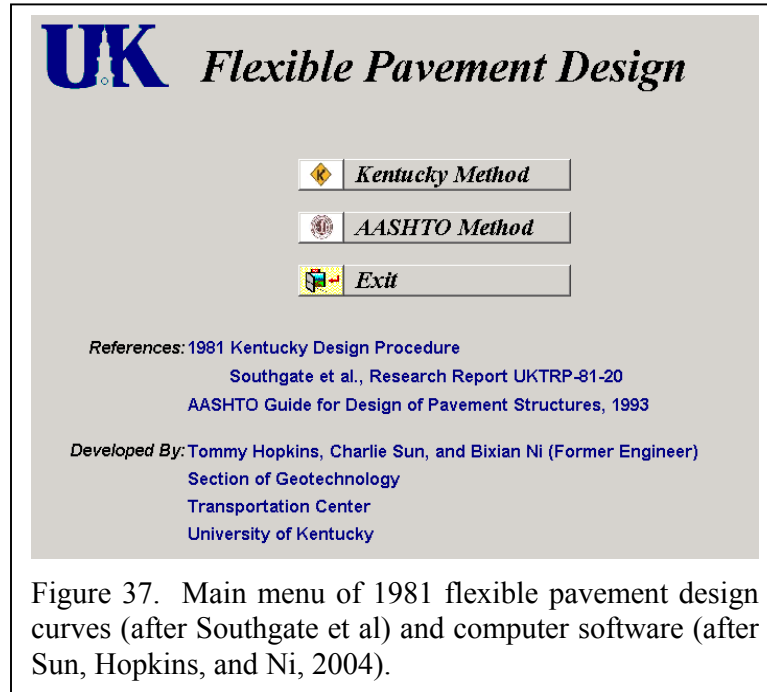 UK Flexible Pavement Design
Kentucky Method
AASHTO Method
Exit
References: 1981 Kentucky Design Procedure
Southgate et al., Research Report UKTRP-81-20
AASHTO Guide for Design of Pavement Structures, 1993
Developed By: Tommy Hopkins, Charlie Sun, and Bixian Ni (Former Engineer)
Section of Geotechnology
Transportation Center
University of Kentucky
Figure 37. Main menu of 1981 flexible pavement design
curves (after Southgate et al) and computer software (after
Sun, Hopkins, and Ni, 2004).